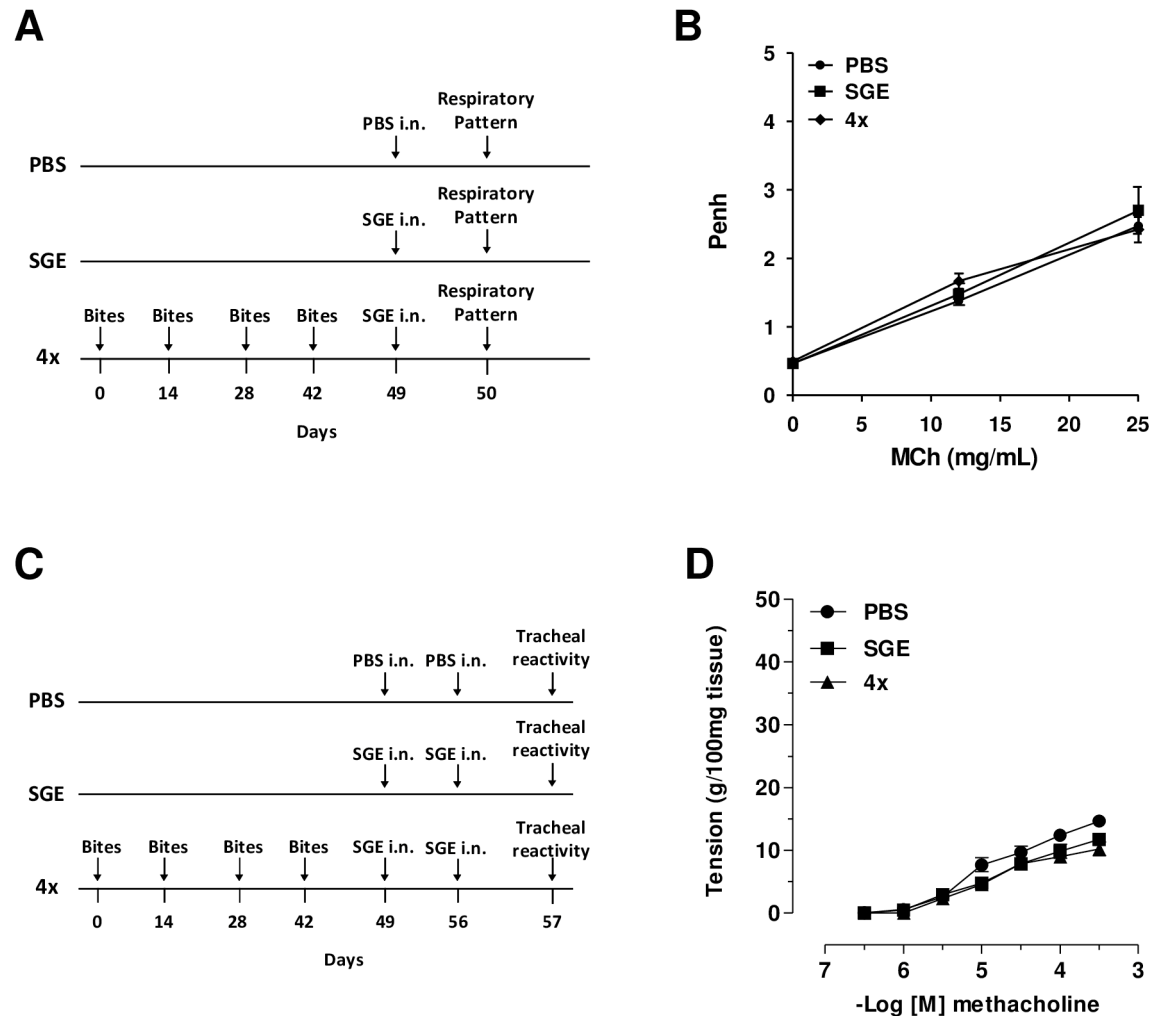 A
Respiratory
Pattern
PBS i.n.
PBS
Respiratory
Pattern
SGE i.n.
SGE
Respiratory
Pattern
Bites Bites Bites Bites SGE i.n.
4x
0 14 28 42 49 50
Days
B
5
4
3
2
1
0
Penh
PBS
SGE
4x
0 5 10 15 20 25
MCh (mg/mL)
C
Tracheal
reactivity
PBS i.n. PBS i.n.
PBS
Tracheal
reactivity
SGE i.n. SGE i.n.
SGE
Tracheal
reactivity
Bites Bites Bites Bites SGE i.n. SGE i.n.
4x
0 14 28 42 49 56 57
Days
D
50
40
30
20
10
0
Tension (g/100mg tissue)
PBS
SGE
4x
7 6 5 4 3
-Log [M] methacholine